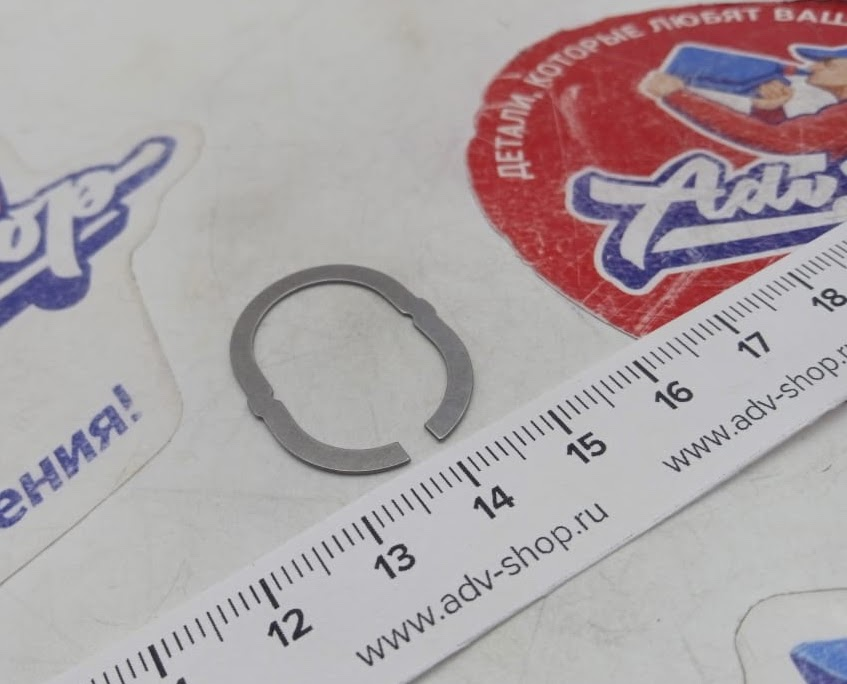 ДЕТАЛИ, КОТОРЫЕ ЛЮБЯТ ВАШ
Adv
ор
ения!
12 13 14 15 16 17 18
www.adv-shop.ru
www.adv-shop.ru